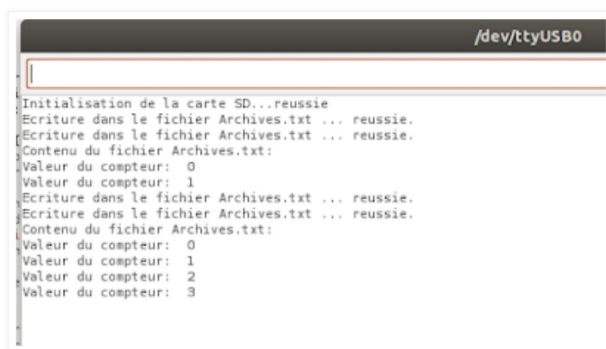 /dev/ttyUSB0
Initialisation de la carte SD...reussie
Ecriture dans le fichier Archives.txt ... reussie.
Ecriture dans le fichier Archives.txt ... reussie.
Contenu du fichier Archives.txt:
Valeur du compteur:  0
Valeur du compteur:  1
Ecriture dans le fichier Archives.txt ... reussie.
Ecriture dans le fichier Archives.txt ... reussie.
Contenu du fichier Archives.txt:
Valeur du compteur:  0
Valeur du compteur:  1
Valeur du compteur:  2
Valeur du compteur:  3